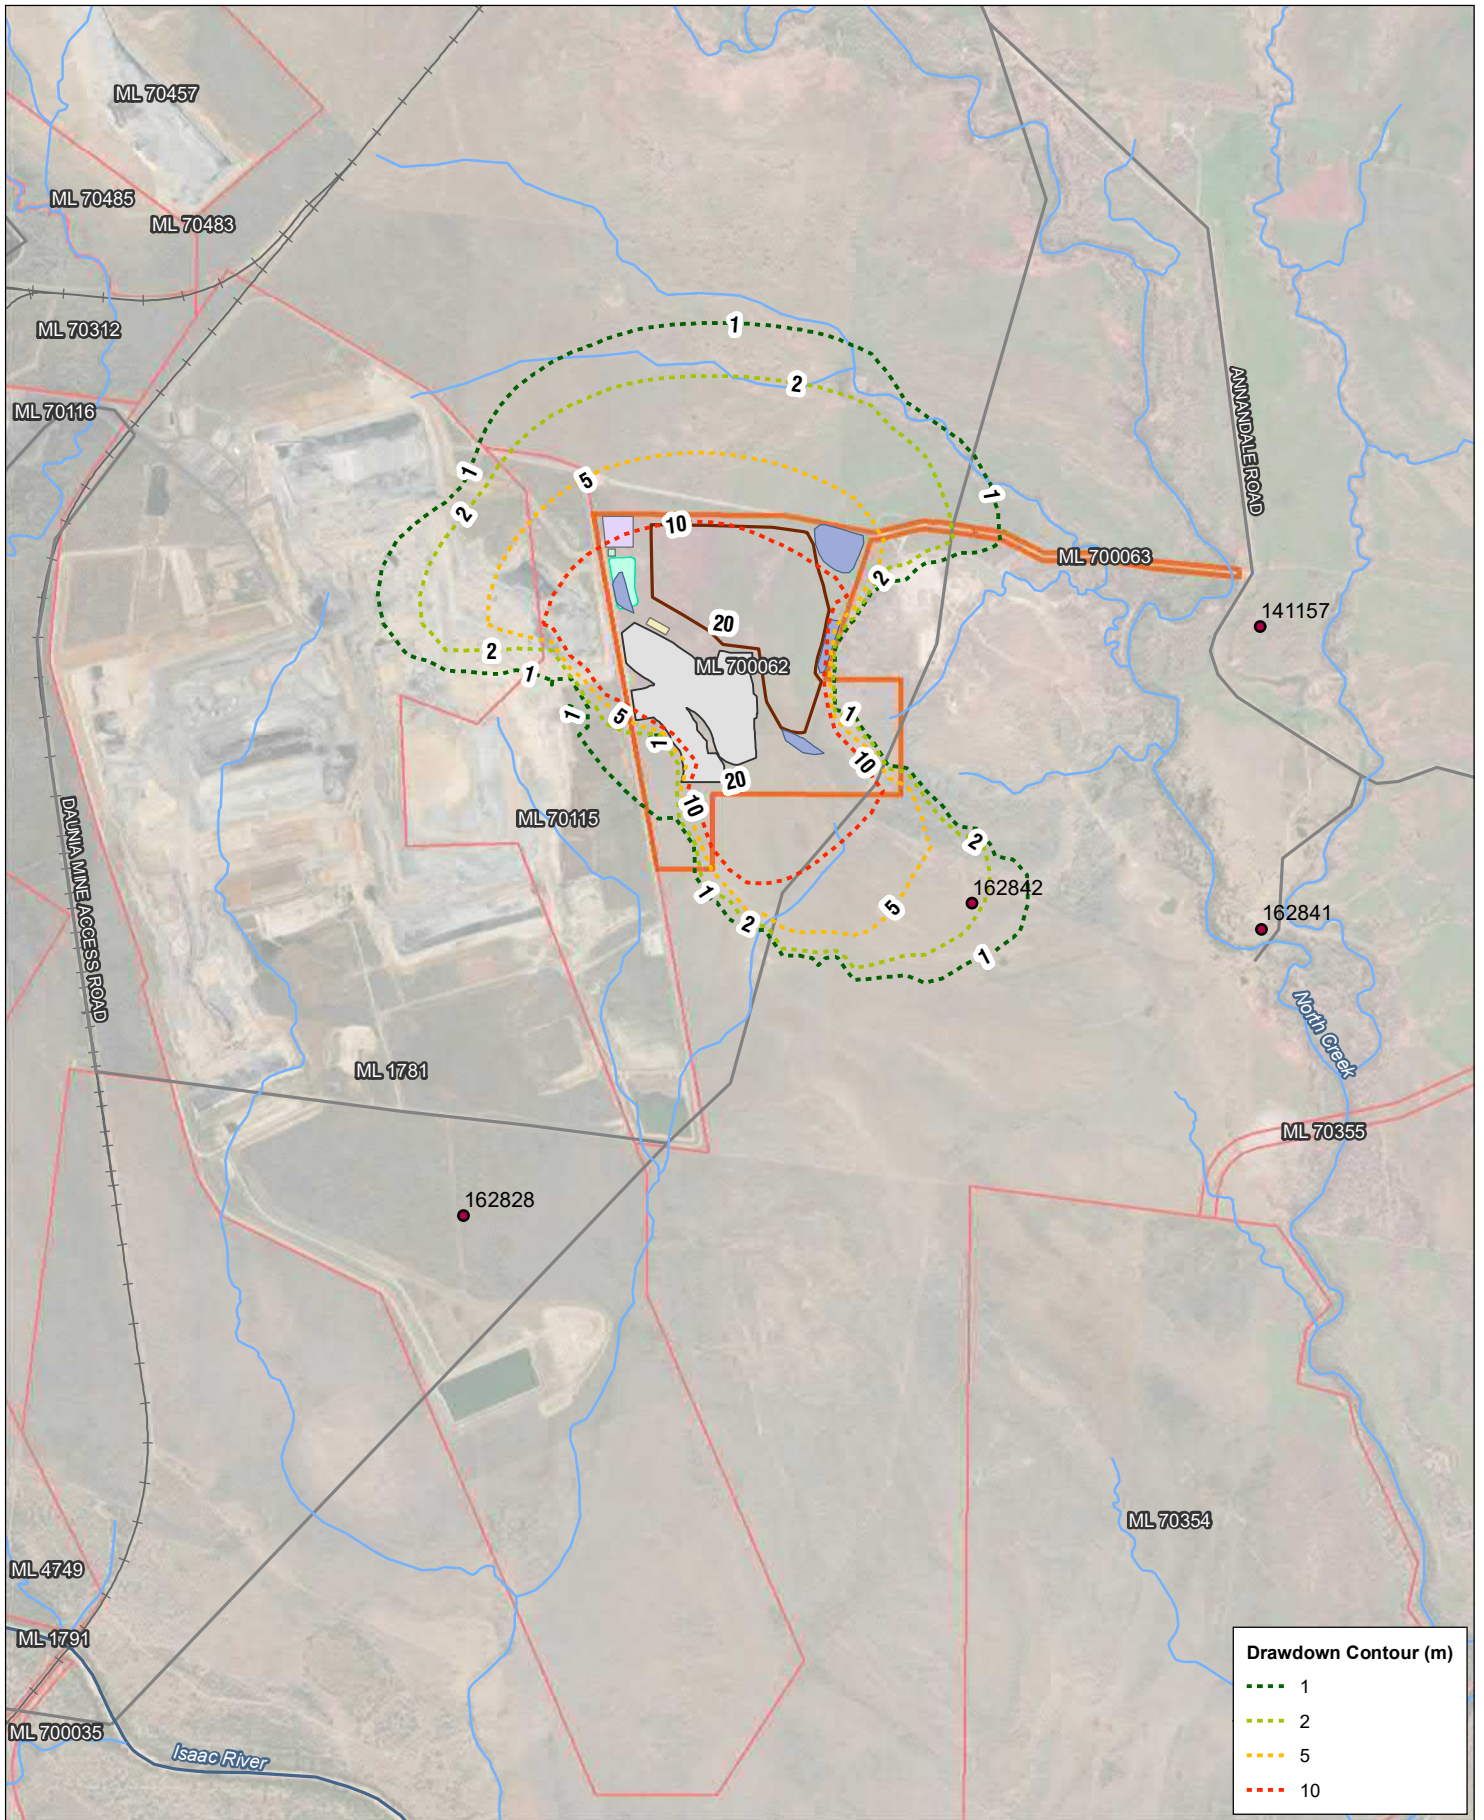 ML 70457
ML 70485
ML 70483
ML 70312
ML 70116
1
2
1
2
5
10
1
ANNANDALE ROAD
ML 700063
2
141157
20
ML 700062
2
1
1
5
1
1
10
20
10
ML 70115
DAUNIA MINE ACCESS ROAD
2
1
2
5
162842
1
162841
North Creek
ML 1781
ML 70355
162828
ML 70354
ML 4749
ML 1791
ML 700035
Isaac River
Drawdown Contour (m)
1
2
5
10